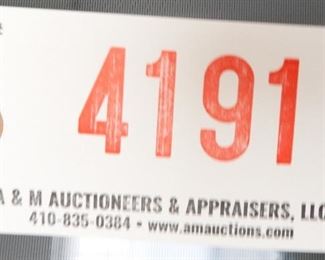 4191
A & M AUCTIONEERS & APPRAISERS, LLC
410-835-0384 • www.amauctions.com